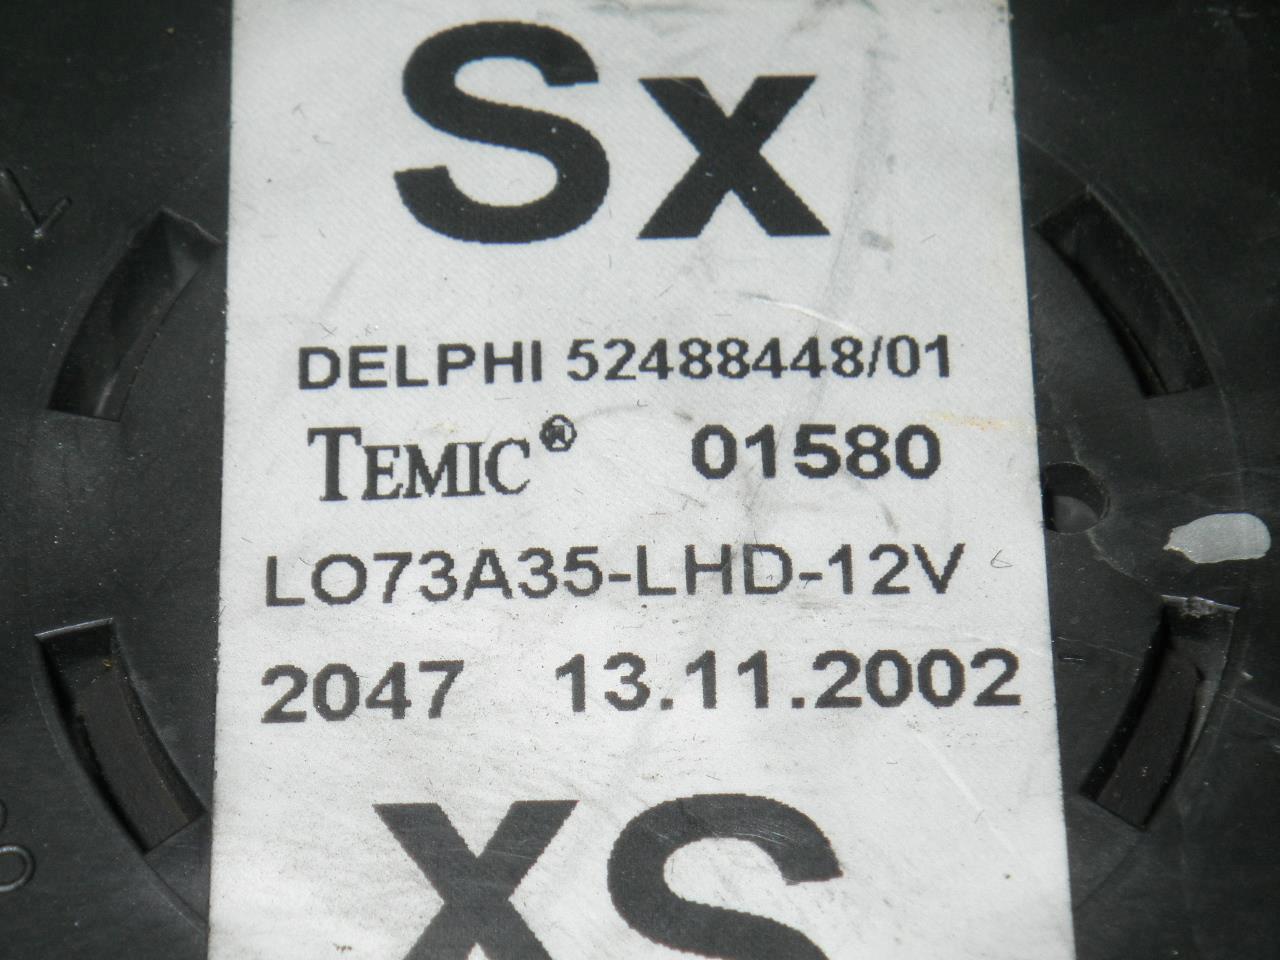 Sx
DELPHI 52488448/01
TEMIC® 01580
LO73A35-LHD-12V
2047 13.11.2002
XS